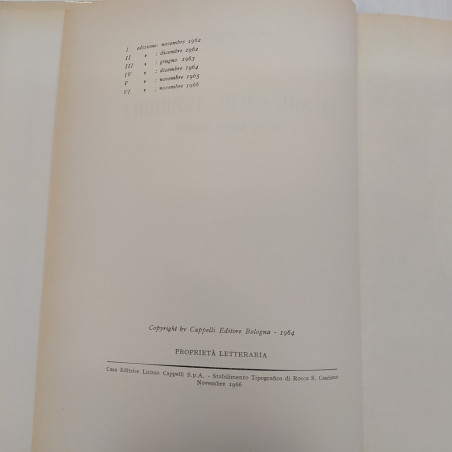 I edizione: novembre 1962
II » : dicembre 1962
III » : giugno 1963
IV » : dicembre 1964
V » : novembre 1965
VI » : novembre 1966
Copyright by Cappelli Editore Bologna - 1964
PROPRIETÀ LETTERARIA
Casa Editrice Licinio Cappelli S.p.A. - Stabilimento Tipografico di Rocca S. Casciano
Novembre 1966